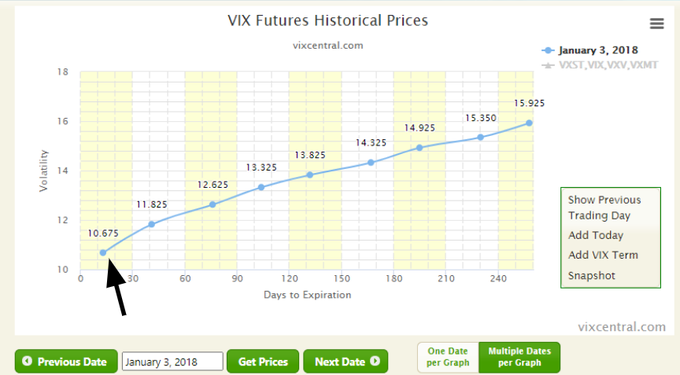 VIX Futures Historical Prices
vixcentral.com
January 3, 2018
VXST,VIX,VXV,VXMT
18
16
14
12
10
Volatility
10.675
11.825
12.625
13.325
13.825
14.325
14.925
15.350
15.925
0 30 60 90 120 150 180 210 240
Days to Expiration
Show Previous
Trading Day
Add Today
Add VIX Term
Snapshot
vixcentral.com
Previous Date
January 3, 2018
Get Prices
Next Date
One Date
per Graph
Multiple Dates
per Graph